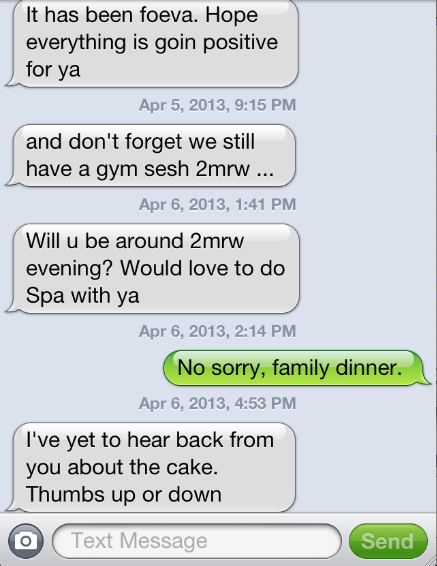 It has been foeva. Hope
everything is goin positive
for ya
Apr 5, 2013, 9:15 PM
and don't forget we still
have a gym sesh 2mrw ...
Apr 6, 2013, 1:41 PM
Will u be around 2mrw
evening? Would love to do
Spa with ya
Apr 6, 2013, 2:14 PM
No sorry, family dinner.
Apr 6, 2013, 4:53 PM
I've yet to hear back from
you about the cake.
Thumbs up or down
Text Message
Send